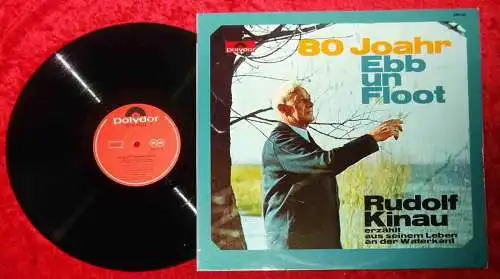 Polydor
Polydor
80 Joahr
Ebb
un
Floot
Rudolf
Kinau
erzählt
aus seinem Leben
an der Waterkant